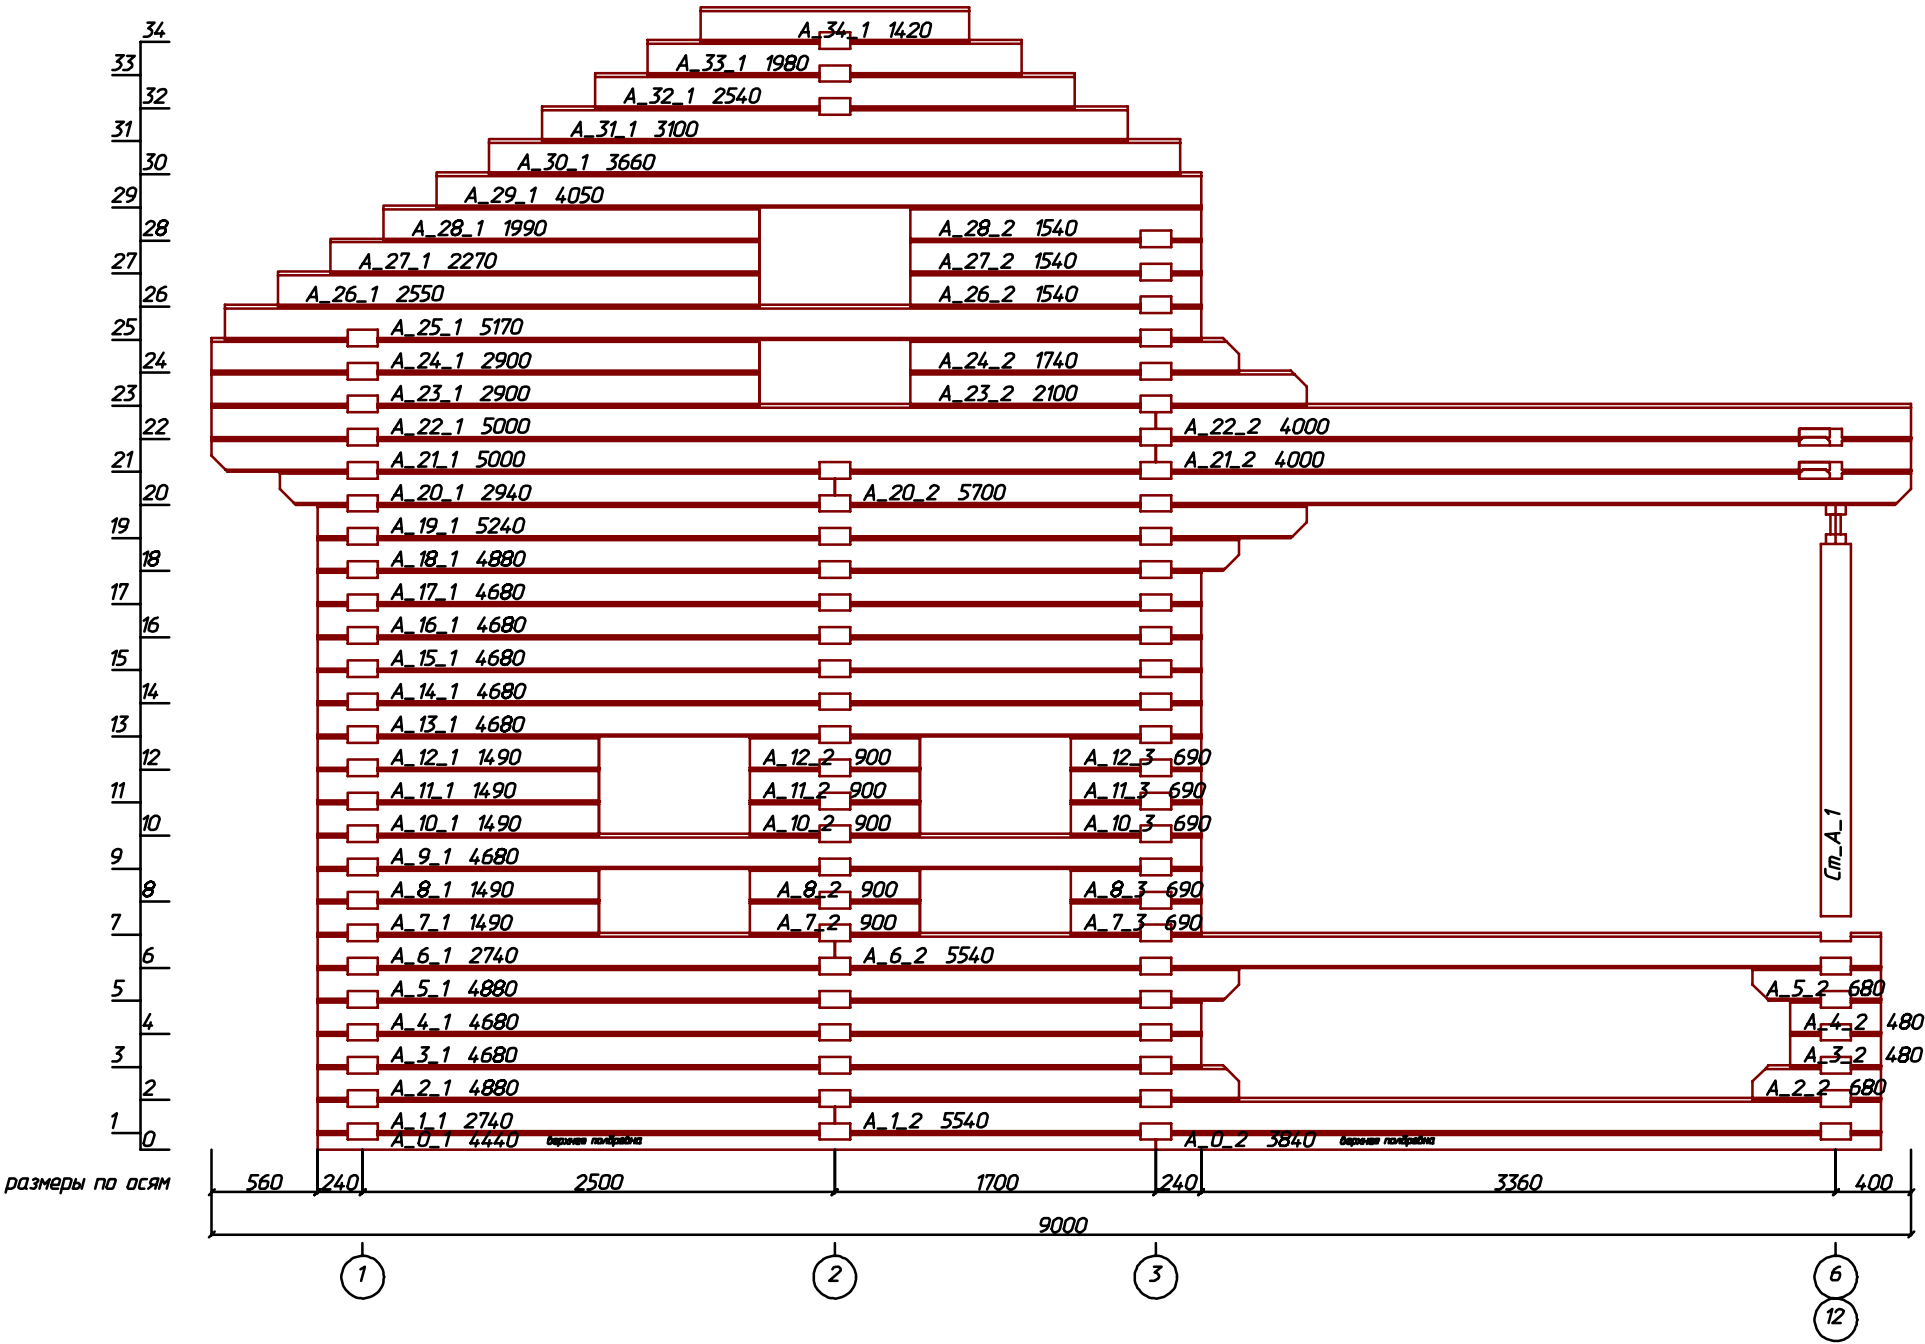 34 A_34_1 1420
33 A_33_1 1980
32 A_32_1 2540
31 A_31_1 3100
30 A_30_1 3660
29 A_29_1 4050
28 A_28_1 1990 A_28_2 1540
27 A_27_1 2270 A_27_2 1540
26 A_26_1 2550 A_26_2 1540
25 A_25_1 5170
24 A_24_1 2900 A_24_2 1740
23 A_23_1 2900 A_23_2 2100
22 A_22_1 5000 A_22_2 4000
21 A_21_1 5000 A_21_2 4000
20 A_20_1 2940 A_20_2 5700
19 A_19_1 5240
18 A_18_1 4880
17 A_17_1 4680
16 A_16_1 4680
15 A_15_1 4680
14 A_14_1 4680
13 A_13_1 4680
12 A_12_1 1490 A_12_2 900 A_12_3 690
11 A_11_1 1490 A_11_2 900 A_11_3 690
10 A_10_1 1490 A_10_2 900 A_10_3 690
Ст_А_1
9 A_9_1 4680
8 A_8_1 1490 A_8_2 900 A_8_3 690
7 A_7_1 1490 A_7_2 900 A_7_3 690
6 A_6_1 2740 A_6_2 5540
5 A_5_1 4880 A_5_2 680
4 A_4_1 4680 A_4_2 480
3 A_3_1 4680 A_3_2 480
2 A_2_1 4880 A_2_2 680
1 A_1_1 2740 A_1_2 5540
0 A_0_1 4440 верхняя полбревна A_0_2 3840 верхняя полбревна
размеры по осям 560 240 2500 1700 240 3360 400
9000
1 2 3 6
12